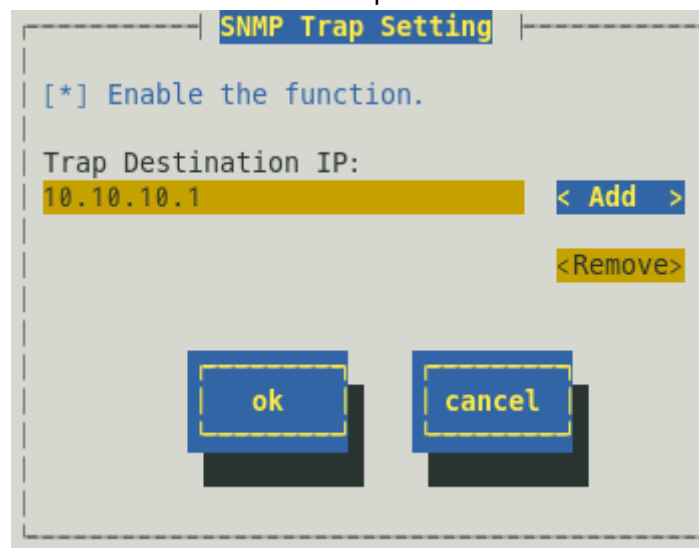 SNMP Trap Setting
[*] Enable the function.
Trap Destination IP:
10.10.10.1 < Add >
<Remove>
ok cancel